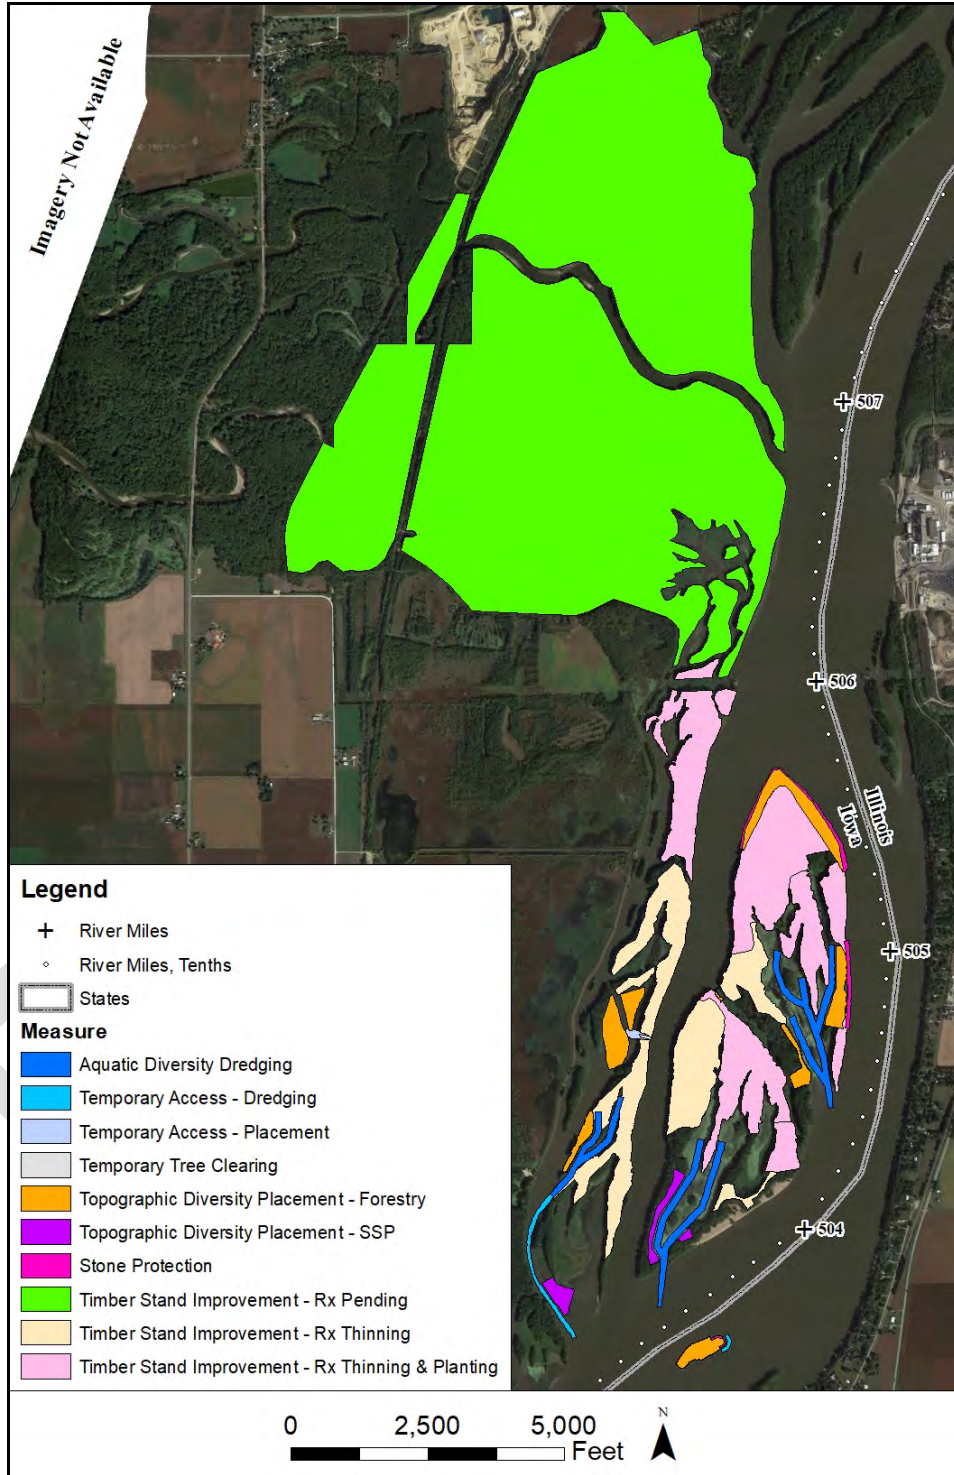 Imagery Not Available
507
506
Illinois
Iowa
505
504
Legend
River Miles
River Miles, Tenths
States
Measure
Aquatic Diversity Dredging
Temporary Access - Dredging
Temporary Access - Placement
Temporary Tree Clearing
Topographic Diversity Placement - Forestry
Topographic Diversity Placement - SSP
Stone Protection
Timber Stand Improvement - Rx Pending
Timber Stand Improvement - Rx Thinning
Timber Stand Improvement - Rx Thinning & Planting
0 2,500 5,000
Feet
N